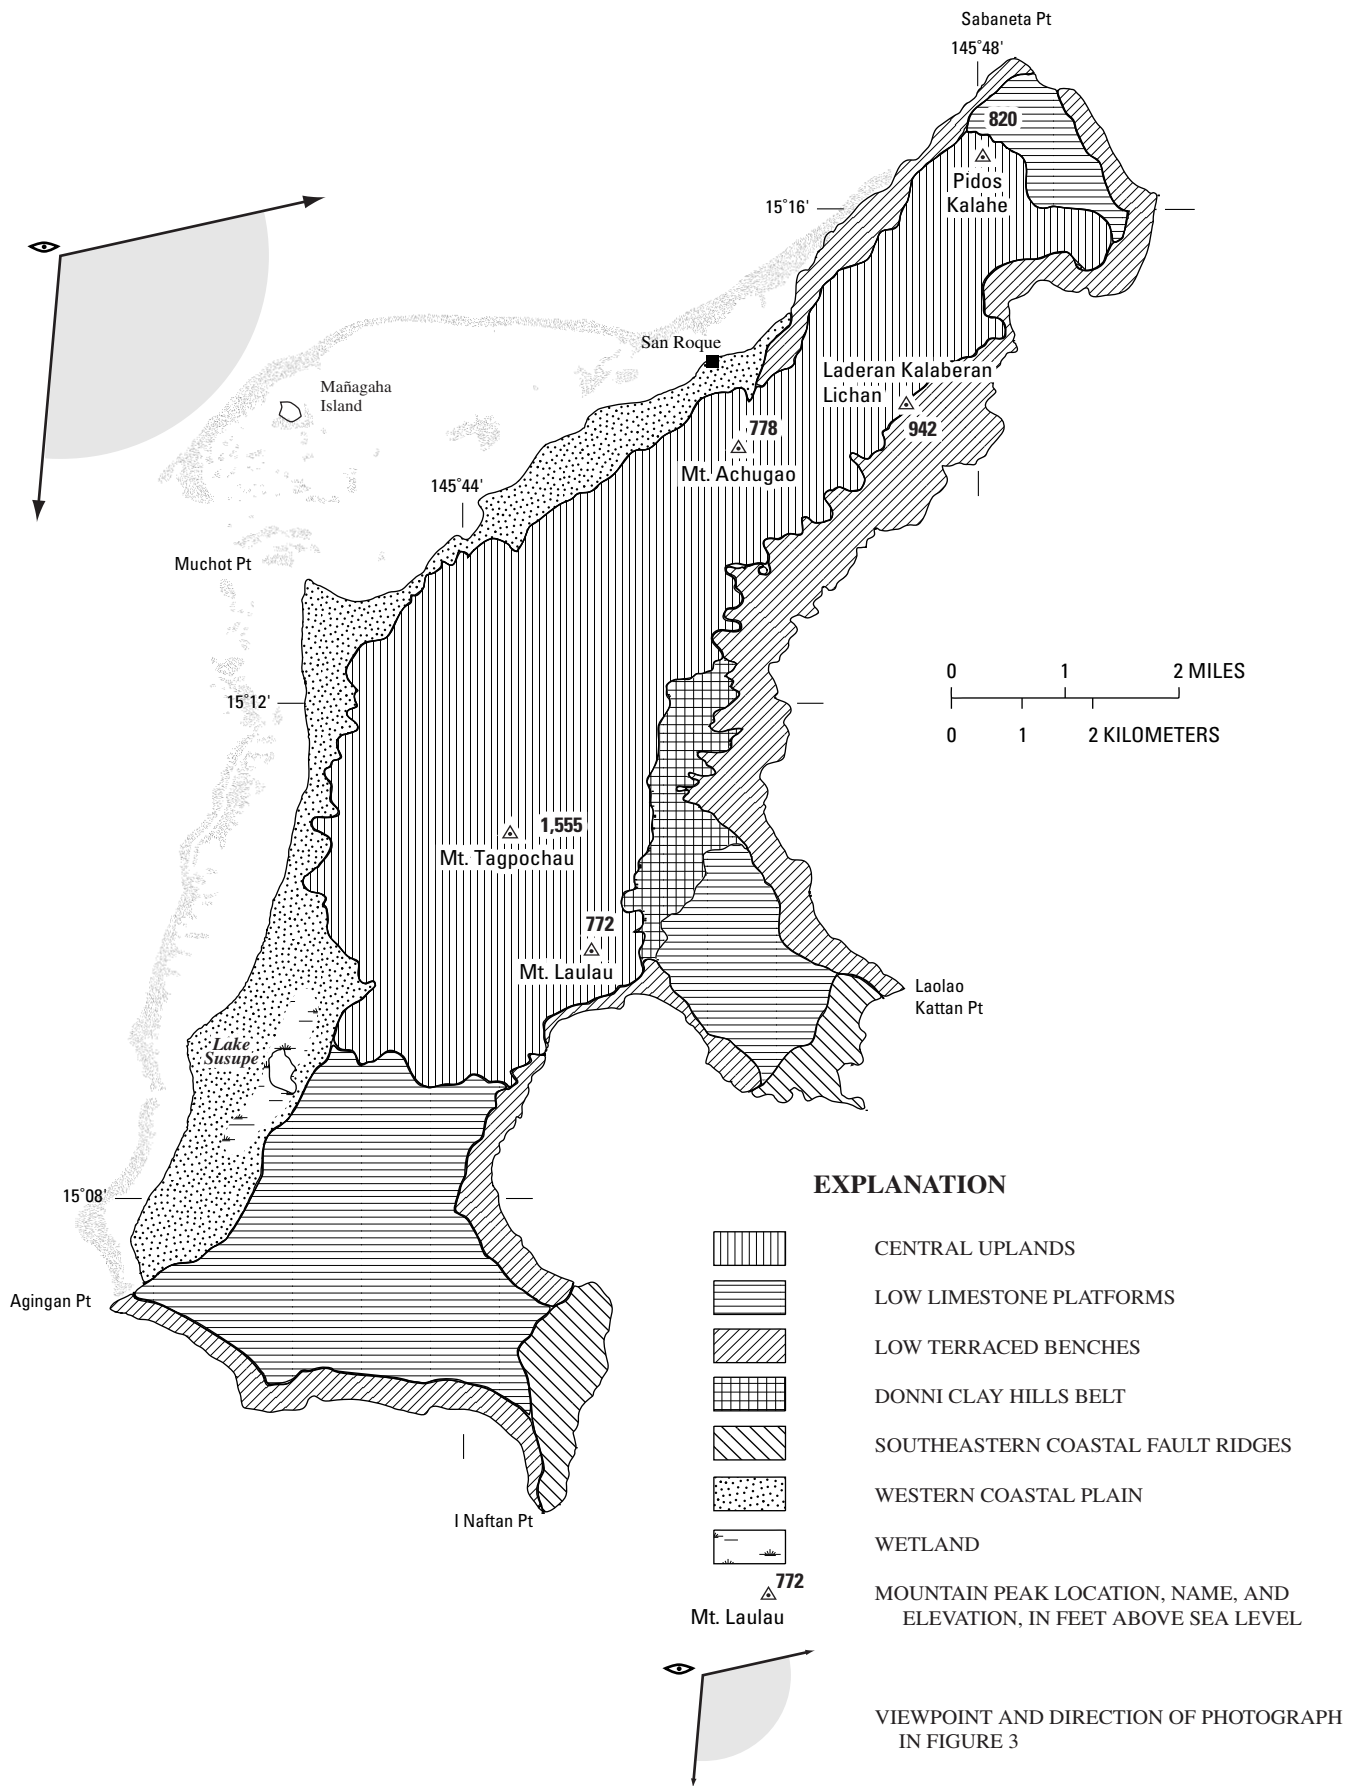 Sabaneta Pt
145°48'
820
Pidos
Kalahe
15°16'
San Roque
Mañagaha
Island
Laderan Kalaberan
Lichan
942
778
Mt. Achugao
145°44'
Muchot Pt
15°12'
0 1 2 MILES
0 1 2 KILOMETERS
1,555
Mt. Tagpochau
772
Mt. Laulau
Laolao
Kattan Pt
Lake
Susupe
15°08'
Agingan Pt
I Naftan Pt
EXPLANATION
CENTRAL UPLANDS
LOW LIMESTONE PLATFORMS
LOW TERRACED BENCHES
DONNI CLAY HILLS BELT
SOUTHEASTERN COASTAL FAULT RIDGES
WESTERN COASTAL PLAIN
WETLAND
772
Mt. Laulau
MOUNTAIN PEAK LOCATION, NAME, AND
ELEVATION, IN FEET ABOVE SEA LEVEL
VIEWPOINT AND DIRECTION OF PHOTOGRAPH
IN FIGURE 3